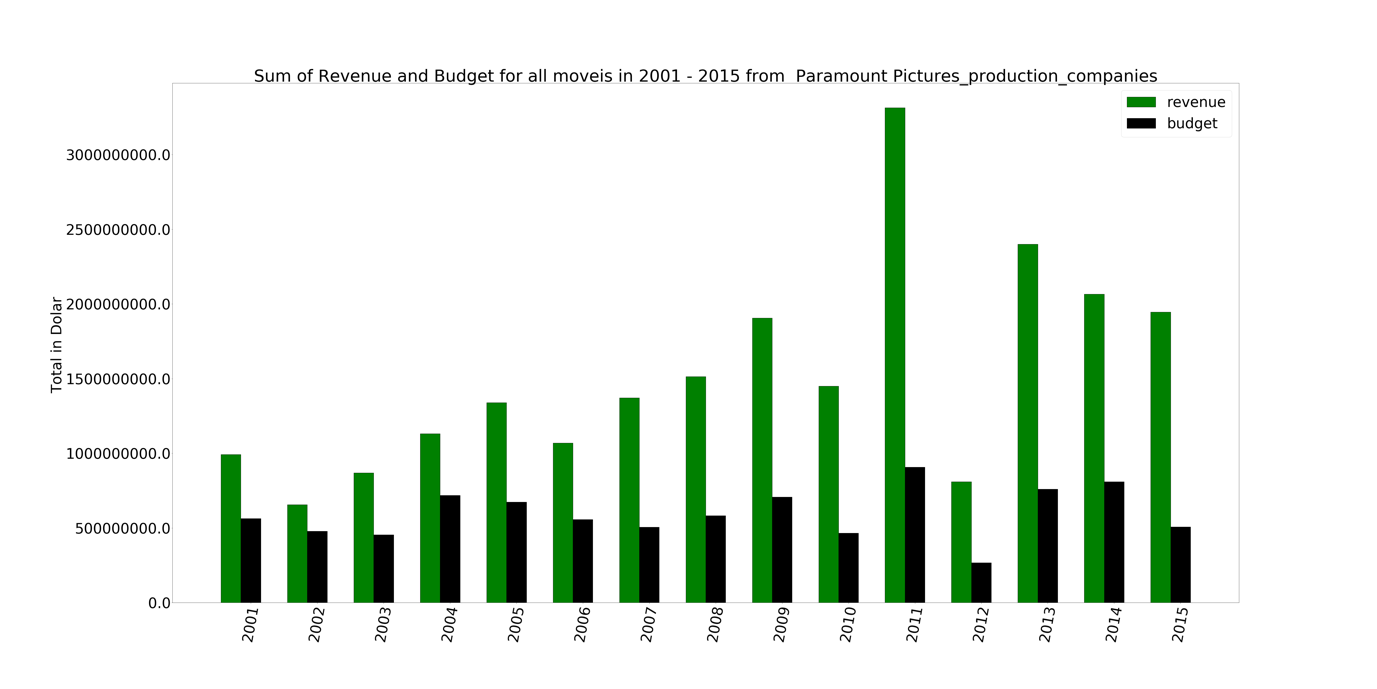 Sum of Revenue and Budget for all moveis in 2001 - 2015 from  Paramount Pictures_production_companies
revenue
budget
Total in Dolar
3000000000.0
2500000000.0
2000000000.0
1500000000.0
1000000000.0
500000000.0
0.0
2001 2002 2003 2004 2005 2006 2007 2008 2009 2010 2011 2012 2013 2014 2015